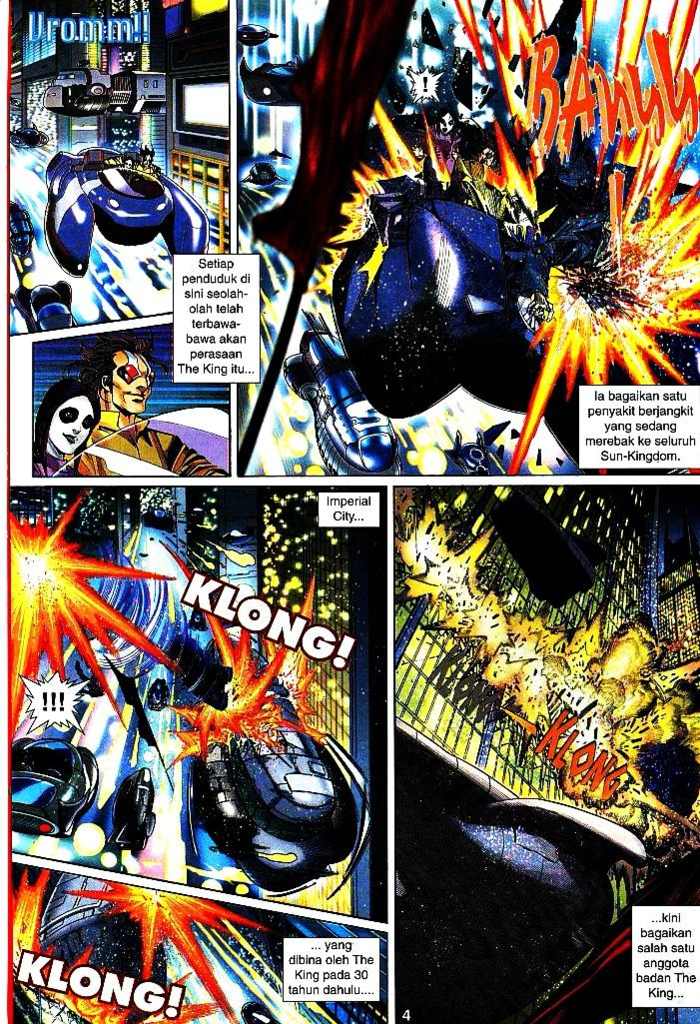 Vromm!!
!
BAUUU
Setiap
penduduk di
sini seolah-
olah telah
terbawa-
bawa akan
perasaan
The King itu...
Ia bagaikan satu
penyakit berjangkit
yang sedang
merebak ke seluruh
Sun-Kingdom.
Imperial
City...
KLONG!
!!!
KLONG
KLONG
... yang
dibina oleh The
King pada 30
tahun dahulu....
KLONG!
...kini
bagaikan
salah satu
anggota
badan The
King...
4